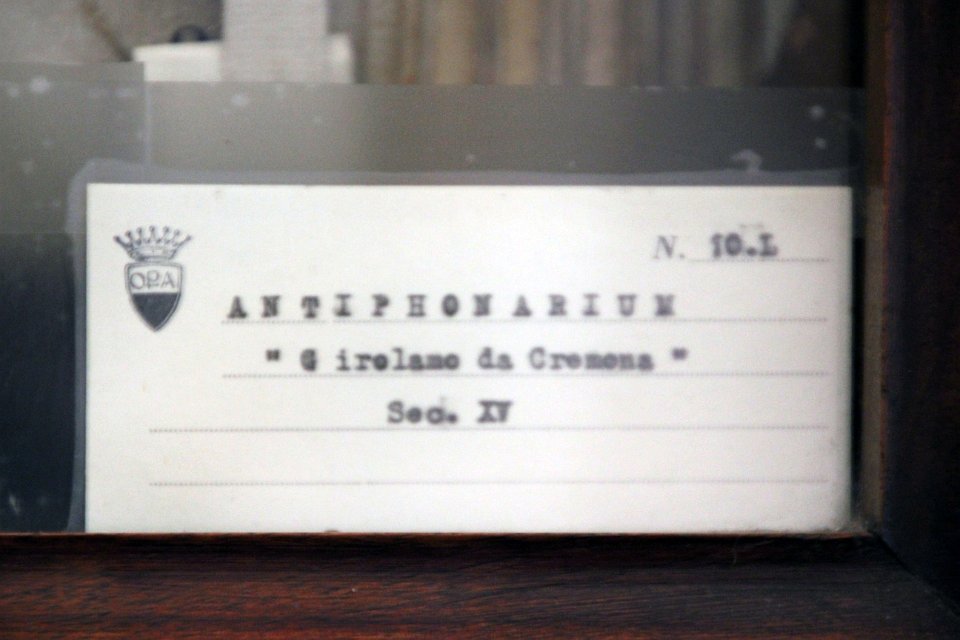 OPA
N. 10.L
ANTIPHONARIUM
" Girolamo da Cremona "
Sec. XV